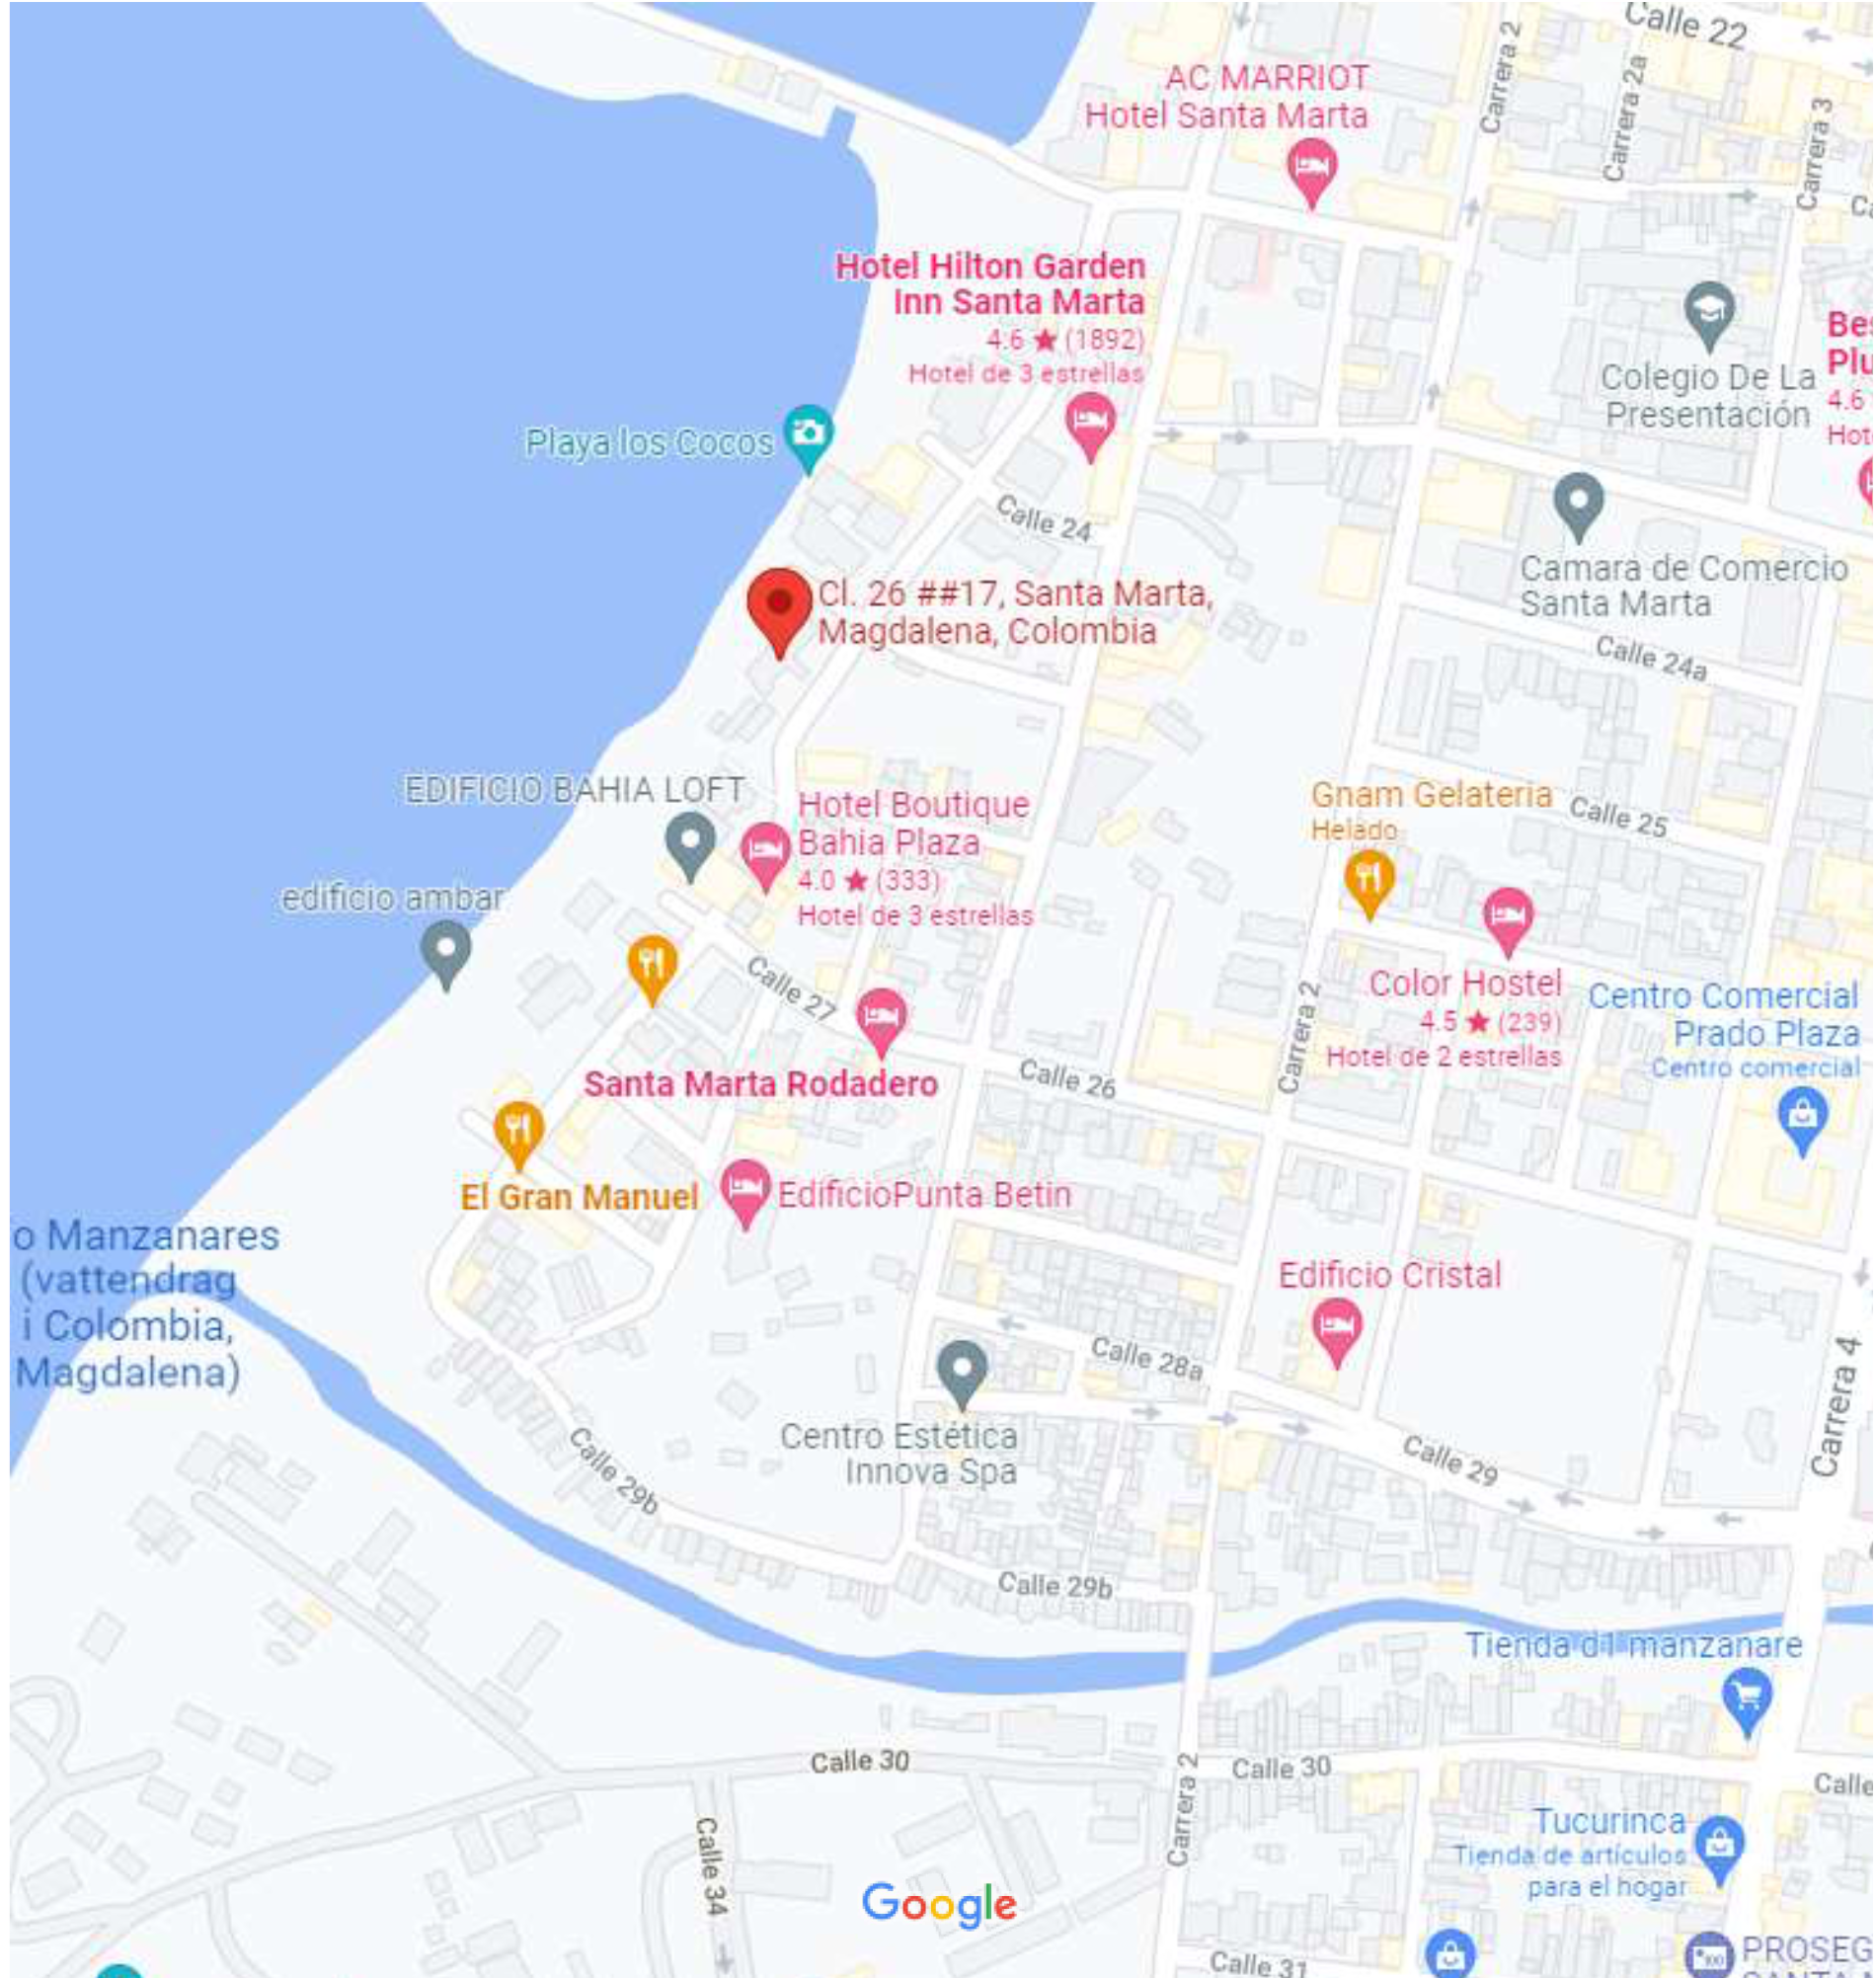 Calle 22
Carrera 2
Carrera 2a
Carrera 3
AC MARRIOT
Hotel Santa Marta
Hotel Hilton Garden
Inn Santa Marta
4.6 ★ (1892)
Hotel de 3 estrellas
Colegio De La
Presentación
4.6
Playa los Cocos
Calle 24
Camara de Comercio
Santa Marta
Cl. 26 ##17, Santa Marta,
Magdalena, Colombia
Calle 24a
EDIFICIO BAHIA LOFT
Hotel Boutique
Bahia Plaza
4.0 ★ (333)
Hotel de 3 estrellas
Gnam Gelateria
Helado
Calle 25
edificio ambar
Calle 27
Carrera 2
Color Hostel
4.5 ★ (239)
Hotel de 2 estrellas
Centro Comercial
Prado Plaza
Centro comercial
Santa Marta Rodadero
Calle 26
El Gran Manuel
EdificioPunta Betin
o Manzanares
(vattendrag
i Colombia,
Magdalena)
Edificio Cristal
Calle 28a
Carrera 4
Centro Estética
Innova Spa
Calle 29b
Calle 29
Calle 29b
Tienda d1 manzanare
Calle 30
Carrera 2
Calle 30
Calle
Calle 34
Tucurinca
Tienda de artículos
para el hogar
Google
Calle 31
PROSEG